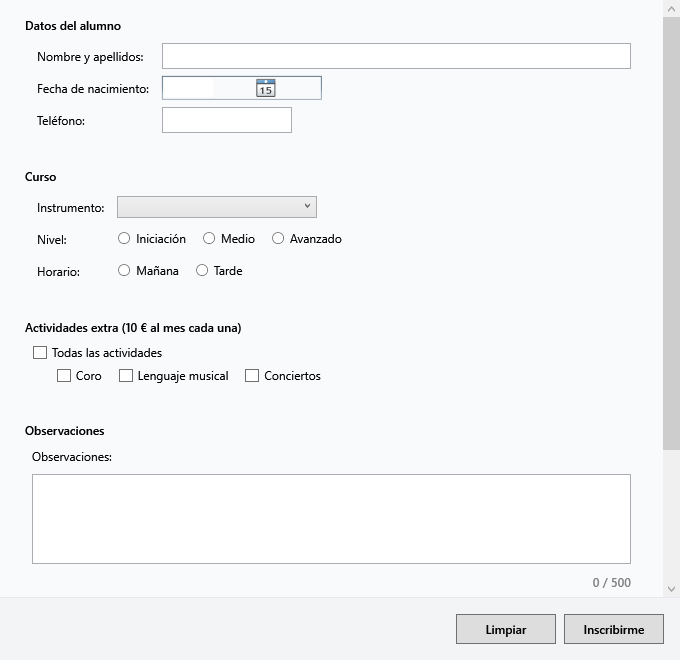 Datos del alumno
Nombre y apellidos:
Fecha de nacimiento: 15
Teléfono:
Curso
Instrumento:
Nivel: Iniciación Medio Avanzado
Horario: Mañana Tarde
Actividades extra (10 € al mes cada una)
Todas las actividades
Coro Lenguaje musical Conciertos
Observaciones
Observaciones:
0 / 500
Limpiar Inscribirme